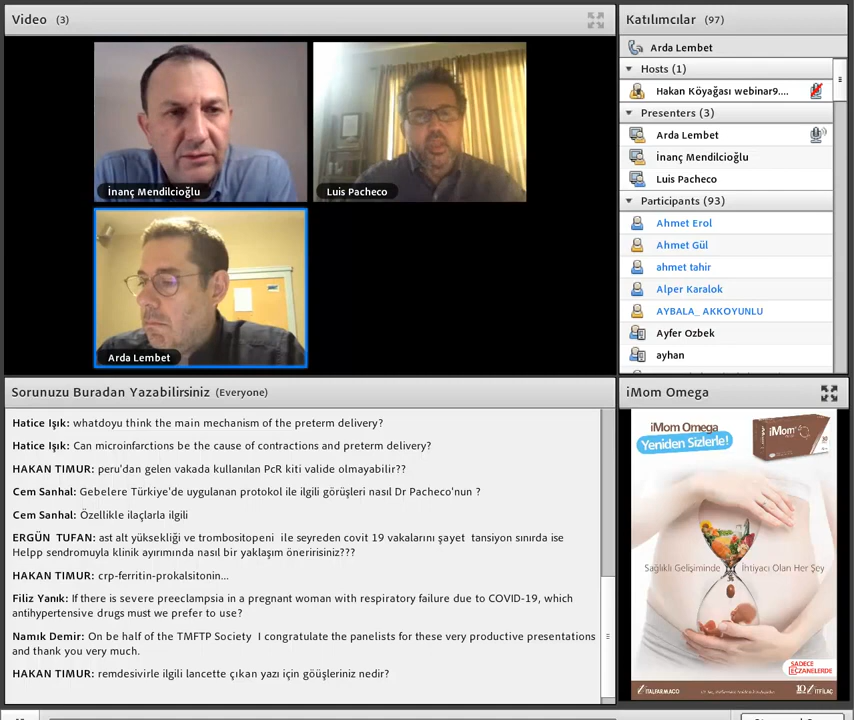 Video (3)
İnanç Mendilcioğlu
Luis Pacheco
Arda Lembet
Katılımcılar (97)
Arda Lembet
Hosts (1)
Hakan Köyağası webinar9....
Presenters (3)
Arda Lembet
İnanç Mendilcioğlu
Luis Pacheco
Participants (93)
Ahmet Erol
Ahmet Gül
ahmet tahir
Alper Karalok
AYBALA_ AKKOYUNLU
Ayfer Ozbek
ayhan
Sorunuzu Buradan Yazabilirsiniz (Everyone)
Hatice Işık: whatdoyu think the main mechanism of the preterm delivery?
Hatice Işık: Can microinfarctions be the cause of contractions and preterm delivery?
HAKAN TIMUR: peru'dan gelen vakada kullanılan PcR kiti valide olmayabilir??
Cem Sanhal: Gebelere Türkiye'de uygulanan protokol ile ilgili görüşleri nasıl Dr Pacheco'nun ?
Cem Sanhal: Özellikle ilaçlarla ilgili
ERGÜN TUFAN: ast alt yüksekliği ve trombositopeni ile seyreden covit 19 vakalarını şayet tansiyon sınırda ise
Helpp sendromuyla klinik ayırımında nasıl bir yaklaşım önerirsiniz???
HAKAN TIMUR: crp-ferritin-prokalsitonin...
Filiz Yanık: If there is severe preeclampsia in a pregnant woman with respiratory failure due to COVID-19, which
antihypertensive drugs must we prefer to use?
Namık Demir: On be half of the TMFTP Society I congratulate the panelists for these very productive presentations
and thank you very much.
HAKAN TIMUR: remdesivirle ilgili lancette çıkan yazı için göüşleriniz nedir?
iMom Omega
iMom Omega
Yeniden Sizlerle!
iMom
Sağlıklı Gelişiminde İhtiyacı Olan Her Şey
SADECE
ECZANELERDE
ITALFARMACO